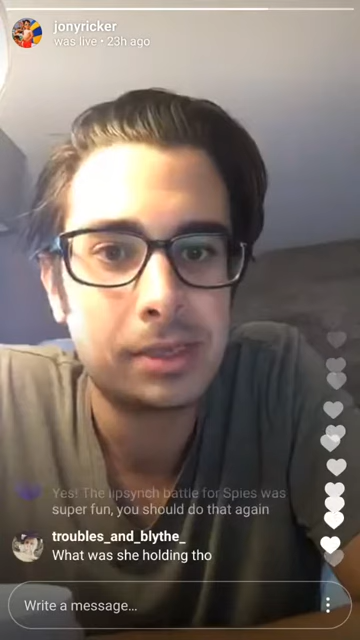 jonyricker
was live • 23h ago
Yes! The lipsynch battle for Spies was
super fun, you should do that again
troubles_and_blythe_
What was she holding tho
Write a message...